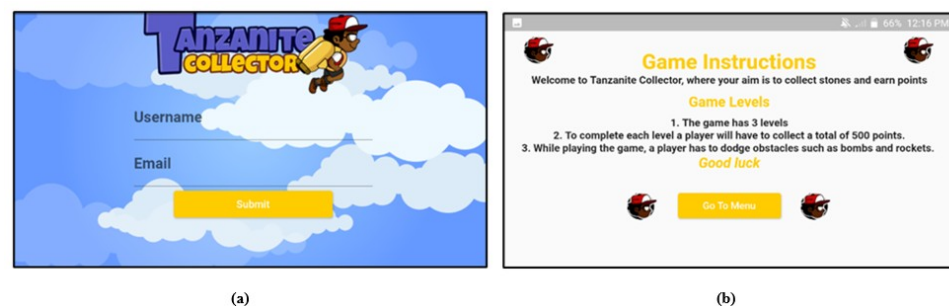 TANZANITE
COLLECTOR
Username
Email
Submit
66% 12:16 PM
Game Instructions
Welcome to Tanzanite Collector, where your aim is to collect stones and earn points
Game Levels
1. The game has 3 levels
2. To complete each level a player will have to collect a total of 500 points.
3. While playing the game, a player has to dodge obstacles such as bombs and rockets.
Good luck
Go To Menu
(a)
(b)